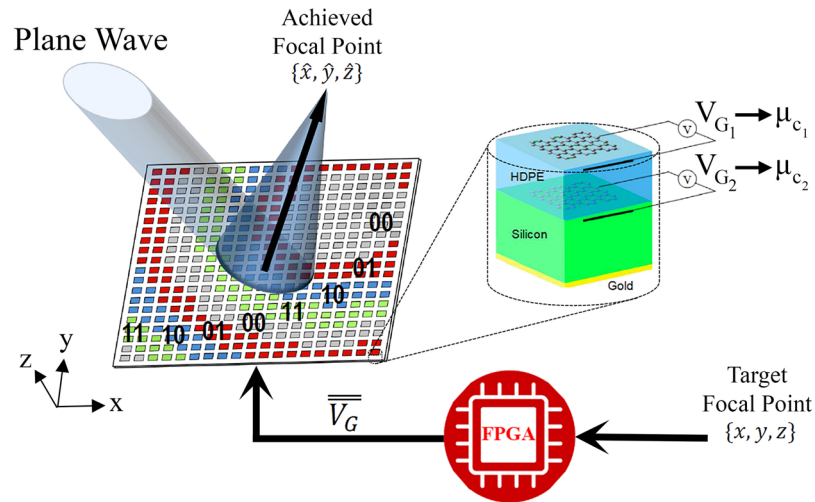 Plane Wave
Achieved
Focal Point
{x̂, ŷ, ẑ}
V_G₁ → μ_c₁
V
HDPE
V_G₂ → μ_c₂
V
Silicon
Gold
00
01
10
11
00
01
10
11
z
y
x
V̿_G
FPGA
Target
Focal Point
{x, y, z}